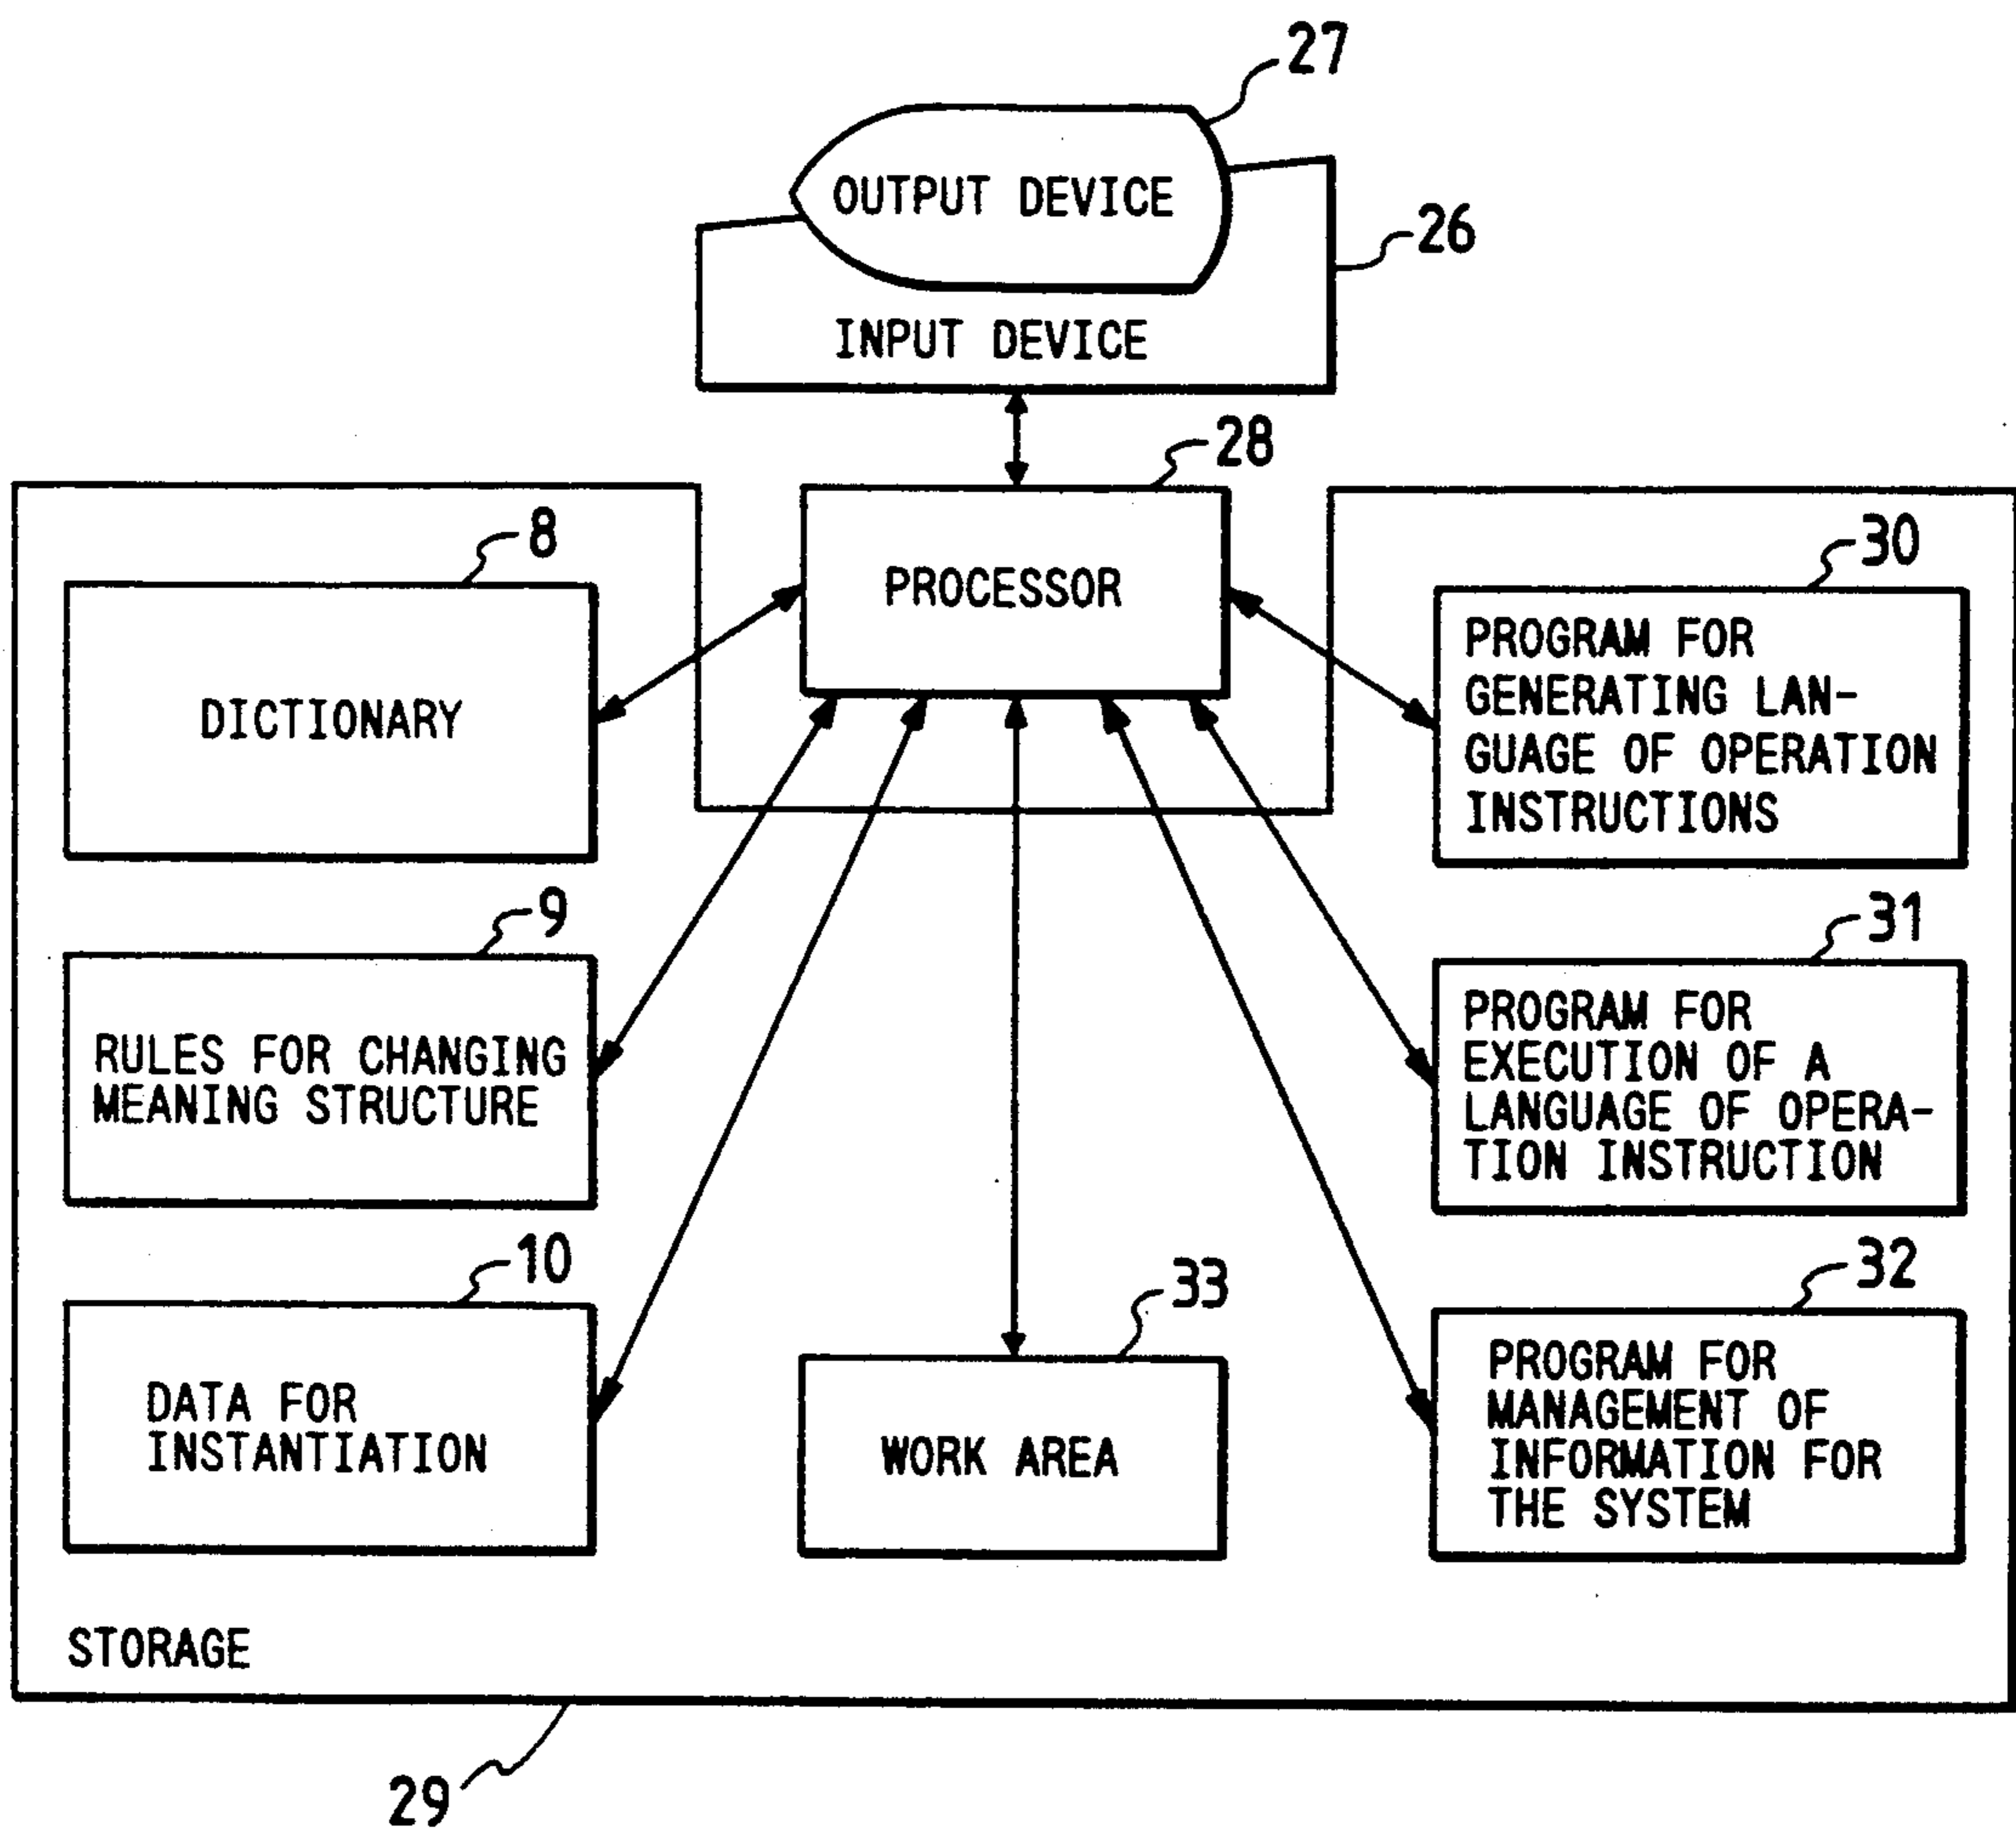 27
OUTPUT DEVICE
26
INPUT DEVICE
28
PROCESSOR
8
DICTIONARY
30
PROGRAM FOR
GENERATING LAN-
GUAGE OF OPERATION
INSTRUCTIONS
9
RULES FOR CHANGING
MEANING STRUCTURE
31
PROGRAM FOR
EXECUTION OF A
LANGUAGE OF OPERA-
TION INSTRUCTION
10
DATA FOR
INSTANTIATION
33
WORK AREA
32
PROGRAM FOR
MANAGEMENT OF
INFORMATION FOR
THE SYSTEM
STORAGE
29